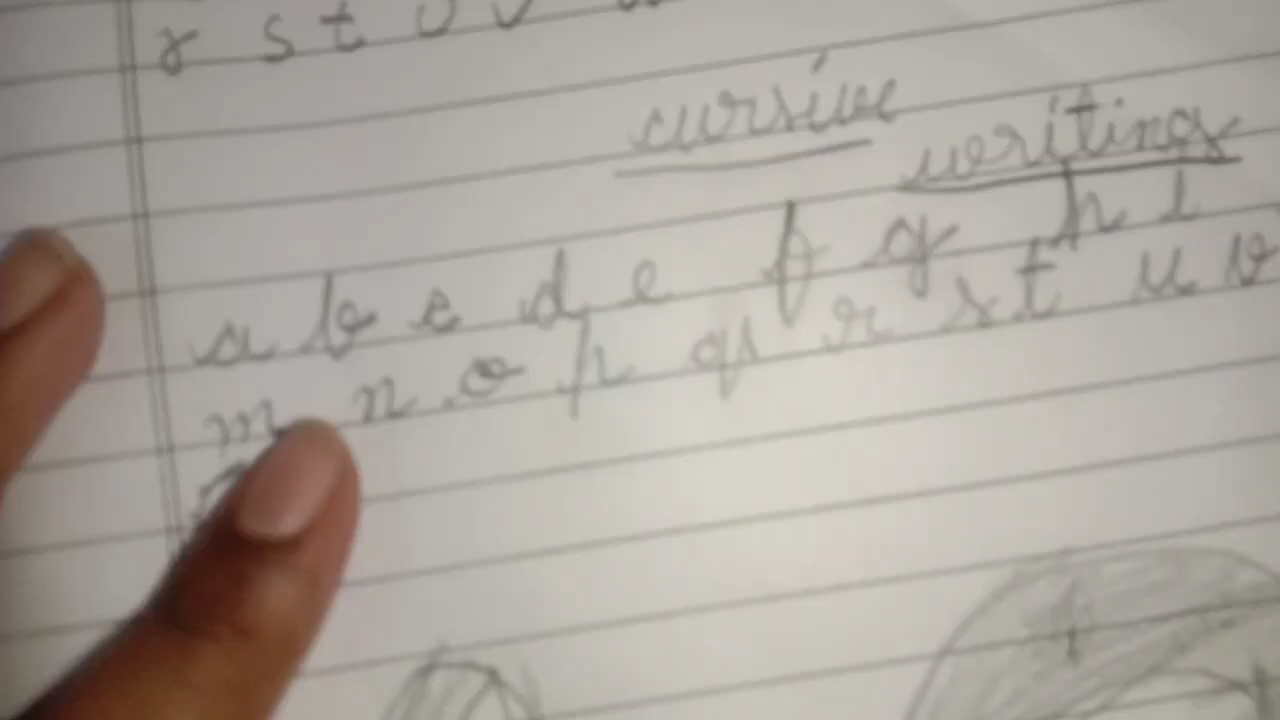 r s t u v
cursive
writing
a b c d e f g h i
m n o p q r s t u v